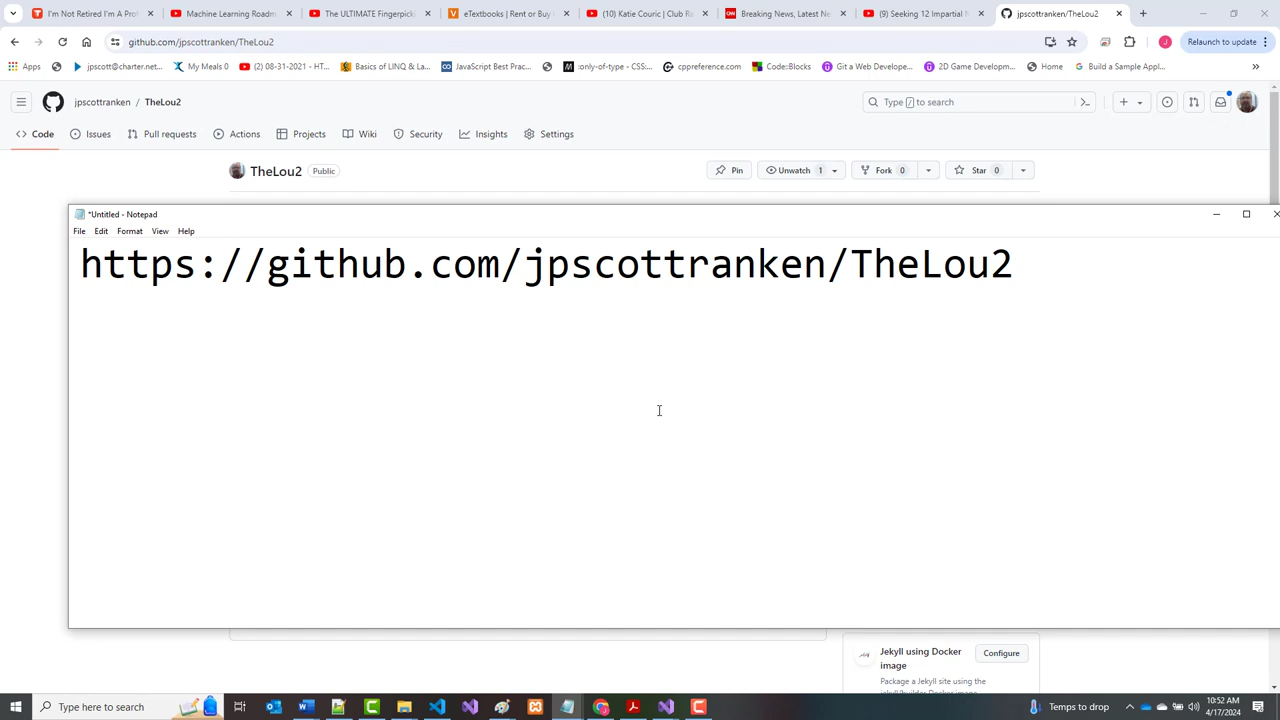 I'm Not Retired I'm A Pro
Machine Learning Roadm
The ULTIMATE Fingerpick
eTextbooks | Rent or Buy
(10) Katie Couric | Club R
Breaking News, Latest Ne
(9) Seeking 12 Impartial
jpscottranken/TheLou2
github.com/jpscottranken/TheLou2
Relaunch to update
Apps
jpscott@charter.net...
My Meals 0
(2) 08-31-2021 - HT...
Basics of LINQ & La...
JavaScript Best Prac...
:only-of-type - CSS:...
cppreference.com
Code::Blocks
Git a Web Develope...
2D Game Developm...
Home
Build a Sample Appl...
jpscottranken / TheLou2
Type / to search
Code
Issues
Pull requests
Actions
Projects
Wiki
Security
Insights
Settings
TheLou2 Public
Pin
Unwatch 1
Fork 0
Star 0
*Untitled - Notepad
File Edit Format View Help
https://github.com/jpscottranken/TheLou2
Jekyll using Docker
image
Configure
Package a Jekyll site using the
Type here to search
Temps to drop
10:52 AM
4/17/2024